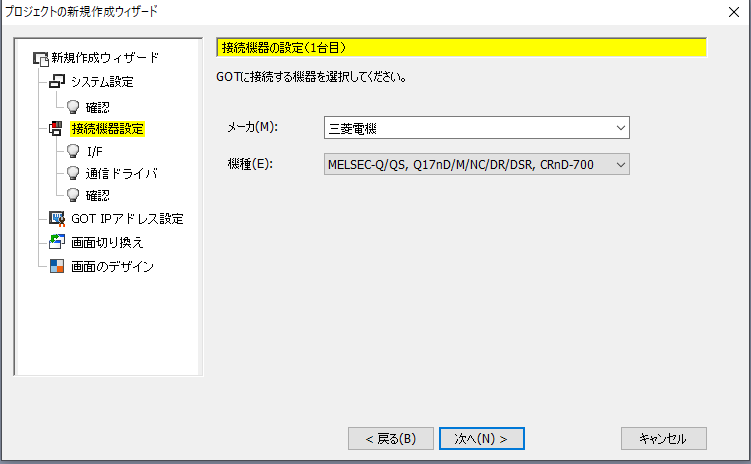 プロジェクトの新規作成ウィザード
新規作成ウィザード
システム設定
確認
接続機器設定
I/F
通信ドライバ
確認
GOT IPアドレス設定
画面切り換え
画面のデザイン
接続機器の設定(1台目)
GOTに接続する機器を選択してください。
メーカ(M):
三菱電機
機種(E):
MELSEC-Q/QS, Q17nD/M/NC/DR/DSR, CRnD-700
< 戻る(B)
次へ(N) >
キャンセル